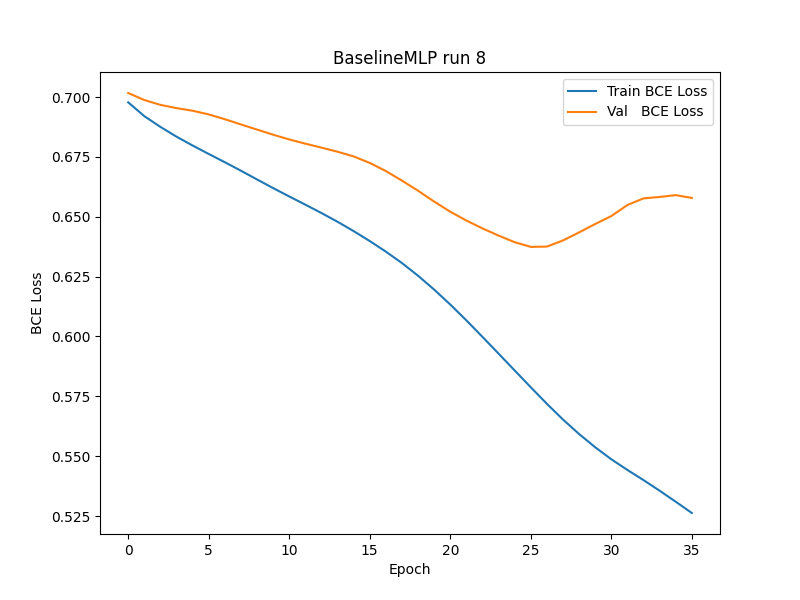 BaselineMLP run 8
Train BCE Loss
Val   BCE Loss
0.700
0.675
0.650
0.625
0.600
0.575
0.550
0.525
BCE Loss
0 5 10 15 20 25 30 35
Epoch